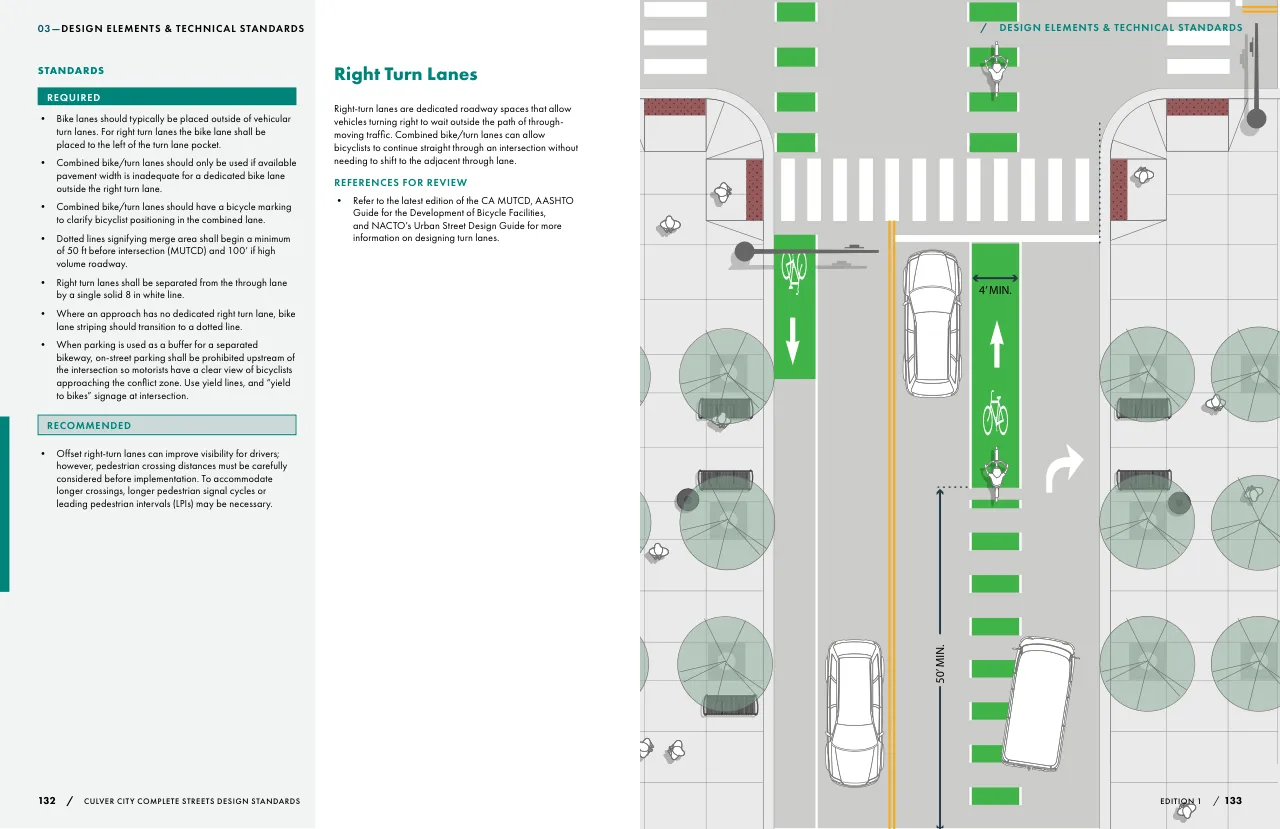 03—DESIGN ELEMENTS & TECHNICAL STANDARDS
STANDARDS
REQUIRED
• Bike lanes should typically be placed outside of vehicular
turn lanes. For right turn lanes the bike lane shall be
placed to the left of the turn lane pocket.
• Combined bike/turn lanes should only be used if available
pavement width is inadequate for a dedicated bike lane
outside the right turn lane.
• Combined bike/turn lanes should have a bicycle marking
to clarify bicyclist positioning in the combined lane.
• Dotted lines signifying merge area shall begin a minimum
of 50 ft before intersection (MUTCD) and 100' if high
volume roadway.
• Right turn lanes shall be separated from the through lane
by a single solid 8 in white line.
• Where an approach has no dedicated right turn lane, bike
lane striping should transition to a dotted line.
• When parking is used as a buffer for a separated
bikeway, on-street parking shall be prohibited upstream of
the intersection so motorists have a clear view of bicyclists
approaching the conflict zone. Use yield lines, and “yield
to bikes” signage at intersection.
RECOMMENDED
• Offset right-turn lanes can improve visibility for drivers;
however, pedestrian crossing distances must be carefully
considered before implementation. To accommodate
longer crossings, longer pedestrian signal cycles or
leading pedestrian intervals (LPIs) may be necessary.
132 / CULVER CITY COMPLETE STREETS DESIGN STANDARDS
Right Turn Lanes
Right-turn lanes are dedicated roadway spaces that allow
vehicles turning right to wait outside the path of through-
moving traffic. Combined bike/turn lanes can allow
bicyclists to continue straight through an intersection without
needing to shift to the adjacent through lane.
REFERENCES FOR REVIEW
• Refer to the latest edition of the CA MUTCD, AASHTO
Guide for the Development of Bicycle Facilities,
and NACTO’s Urban Street Design Guide for more
information on designing turn lanes.
/ DESIGN ELEMENTS & TECHNICAL STANDARDS
4' MIN.
50' MIN.
EDITION 1 / 133